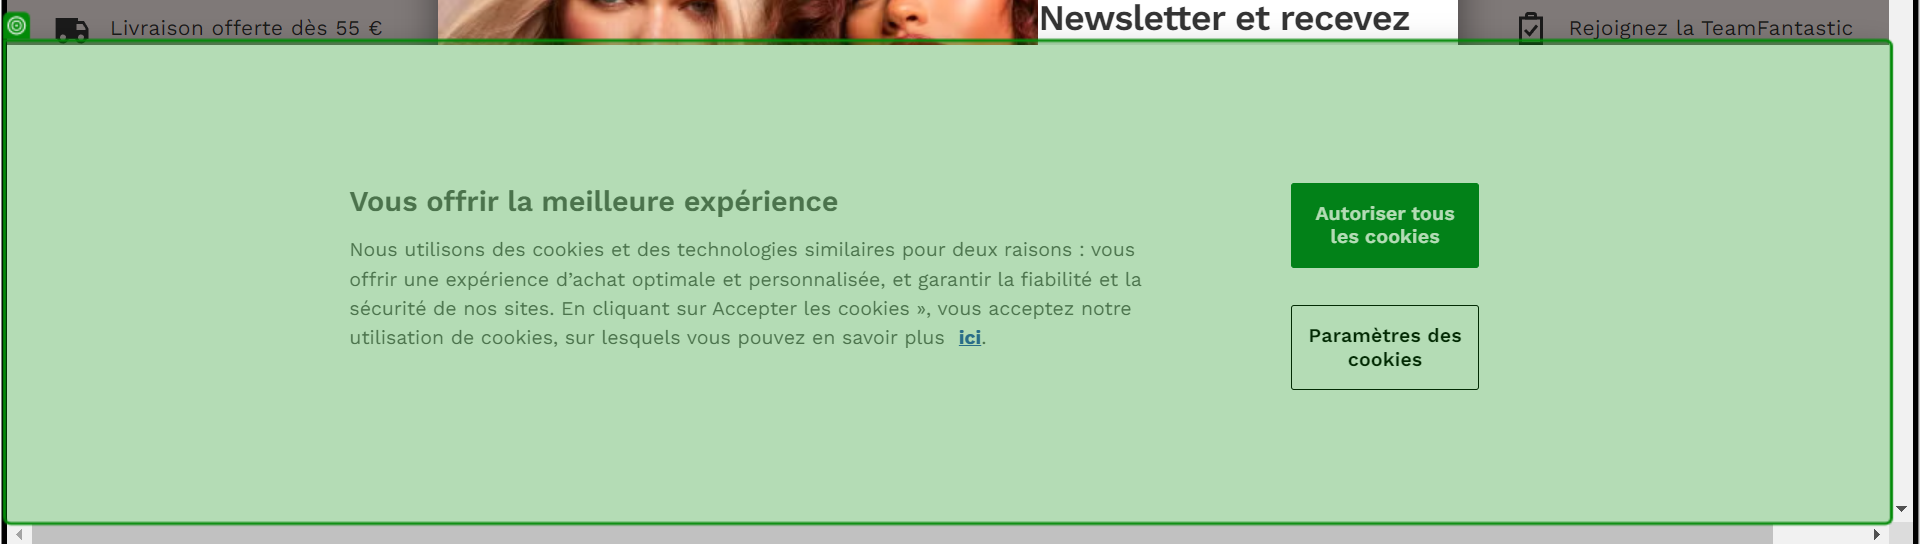 Livraison offerte dès 55 €
Newsletter et recevez
Rejoignez la TeamFantastic
Vous offrir la meilleure expérience
Nous utilisons des cookies et des technologies similaires pour deux raisons : vous
offrir une expérience d’achat optimale et personnalisée, et garantir la fiabilité et la
sécurité de nos sites. En cliquant sur Accepter les cookies », vous acceptez notre
utilisation de cookies, sur lesquels vous pouvez en savoir plus ici.
Autoriser tous
les cookies
Paramètres des
cookies